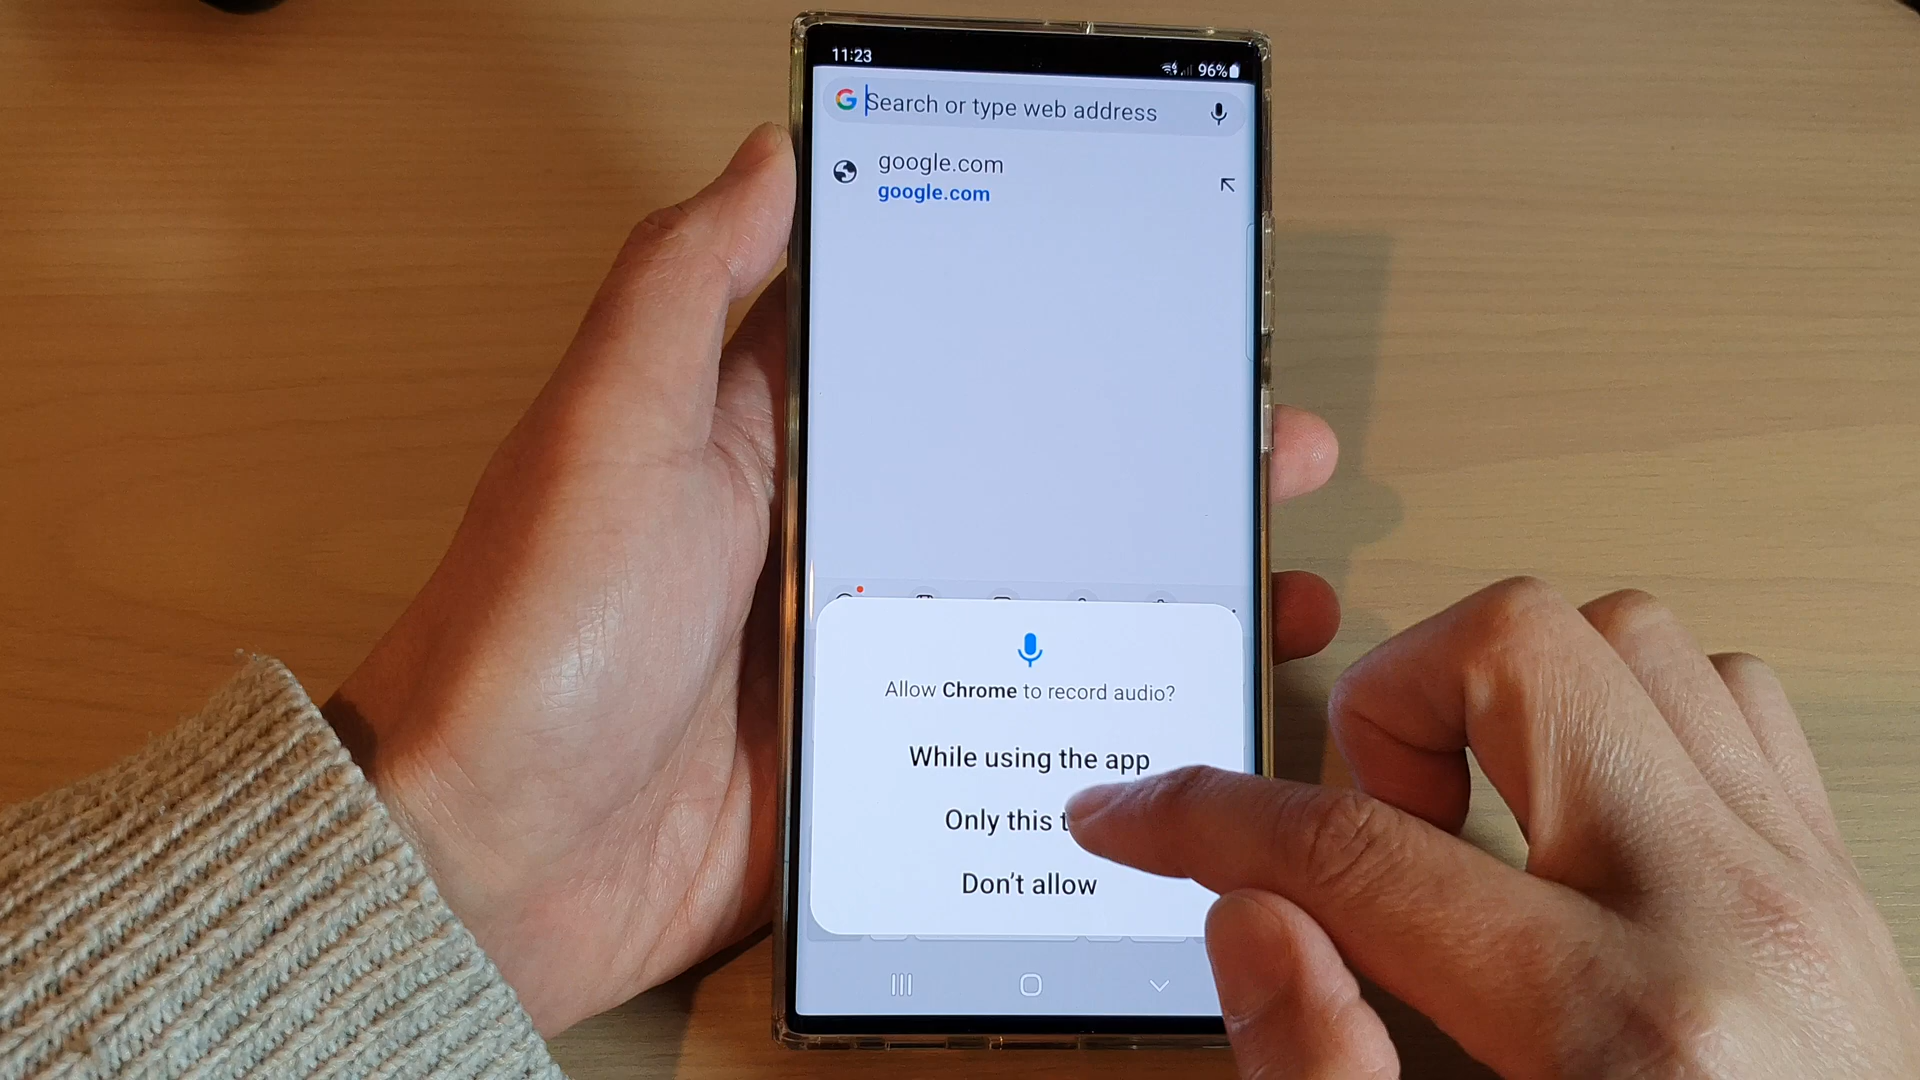 11:23
96%
Search or type web address
google.com
google.com
Allow Chrome to record audio?
While using the app
Only this
Don't allow